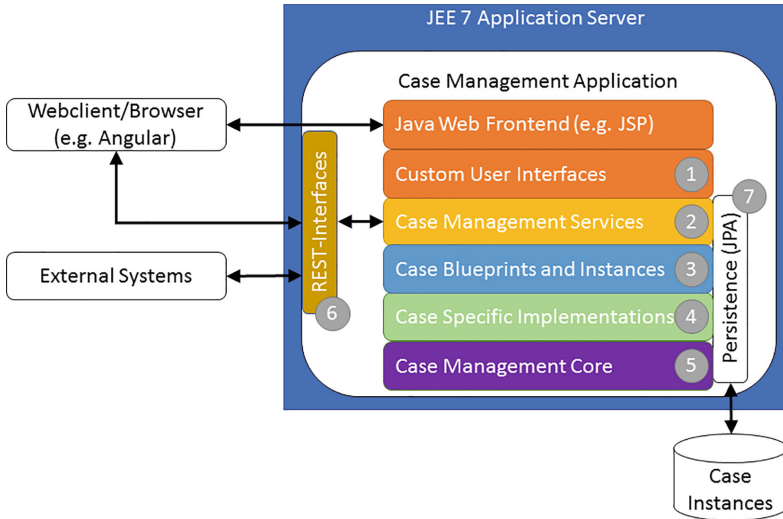 JEE 7 Application Server
Case Management Application
Webclient/Browser
(e.g. Angular)
Java Web Frontend (e.g. JSP)
Custom User Interfaces
1
7
Case Management Services
2
External Systems
REST-Interfaces
6
Case Blueprints and Instances
3
Persistence (JPA)
Case Specific Implementations
4
Case Management Core
5
Case
Instances